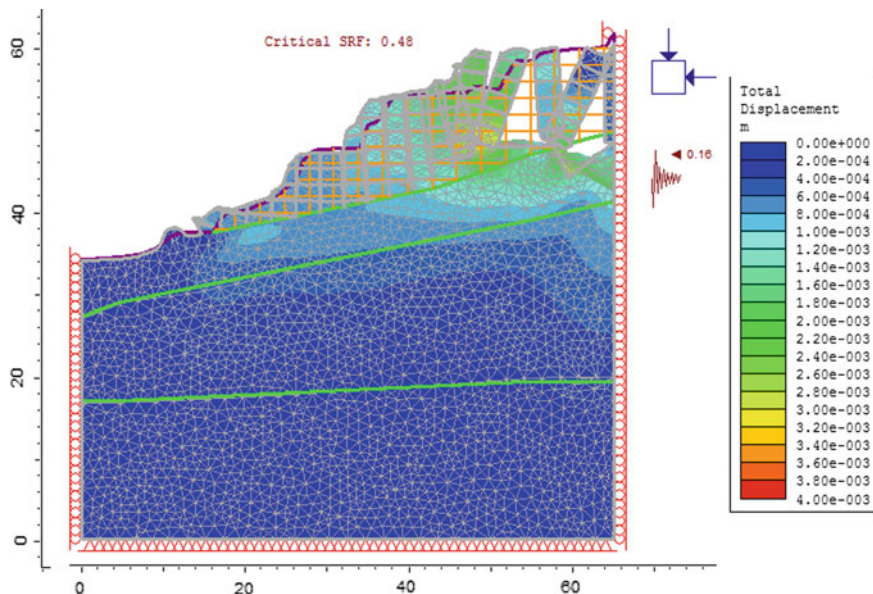 60
40
20
0
0
20
40
60
Critical SRF: 0.48
0.16
Total
Displacement
m
0.00e+000
2.00e-004
4.00e-004
6.00e-004
8.00e-004
1.00e-003
1.20e-003
1.40e-003
1.60e-003
1.80e-003
2.00e-003
2.20e-003
2.40e-003
2.60e-003
2.80e-003
3.00e-003
3.20e-003
3.40e-003
3.60e-003
3.80e-003
4.00e-003